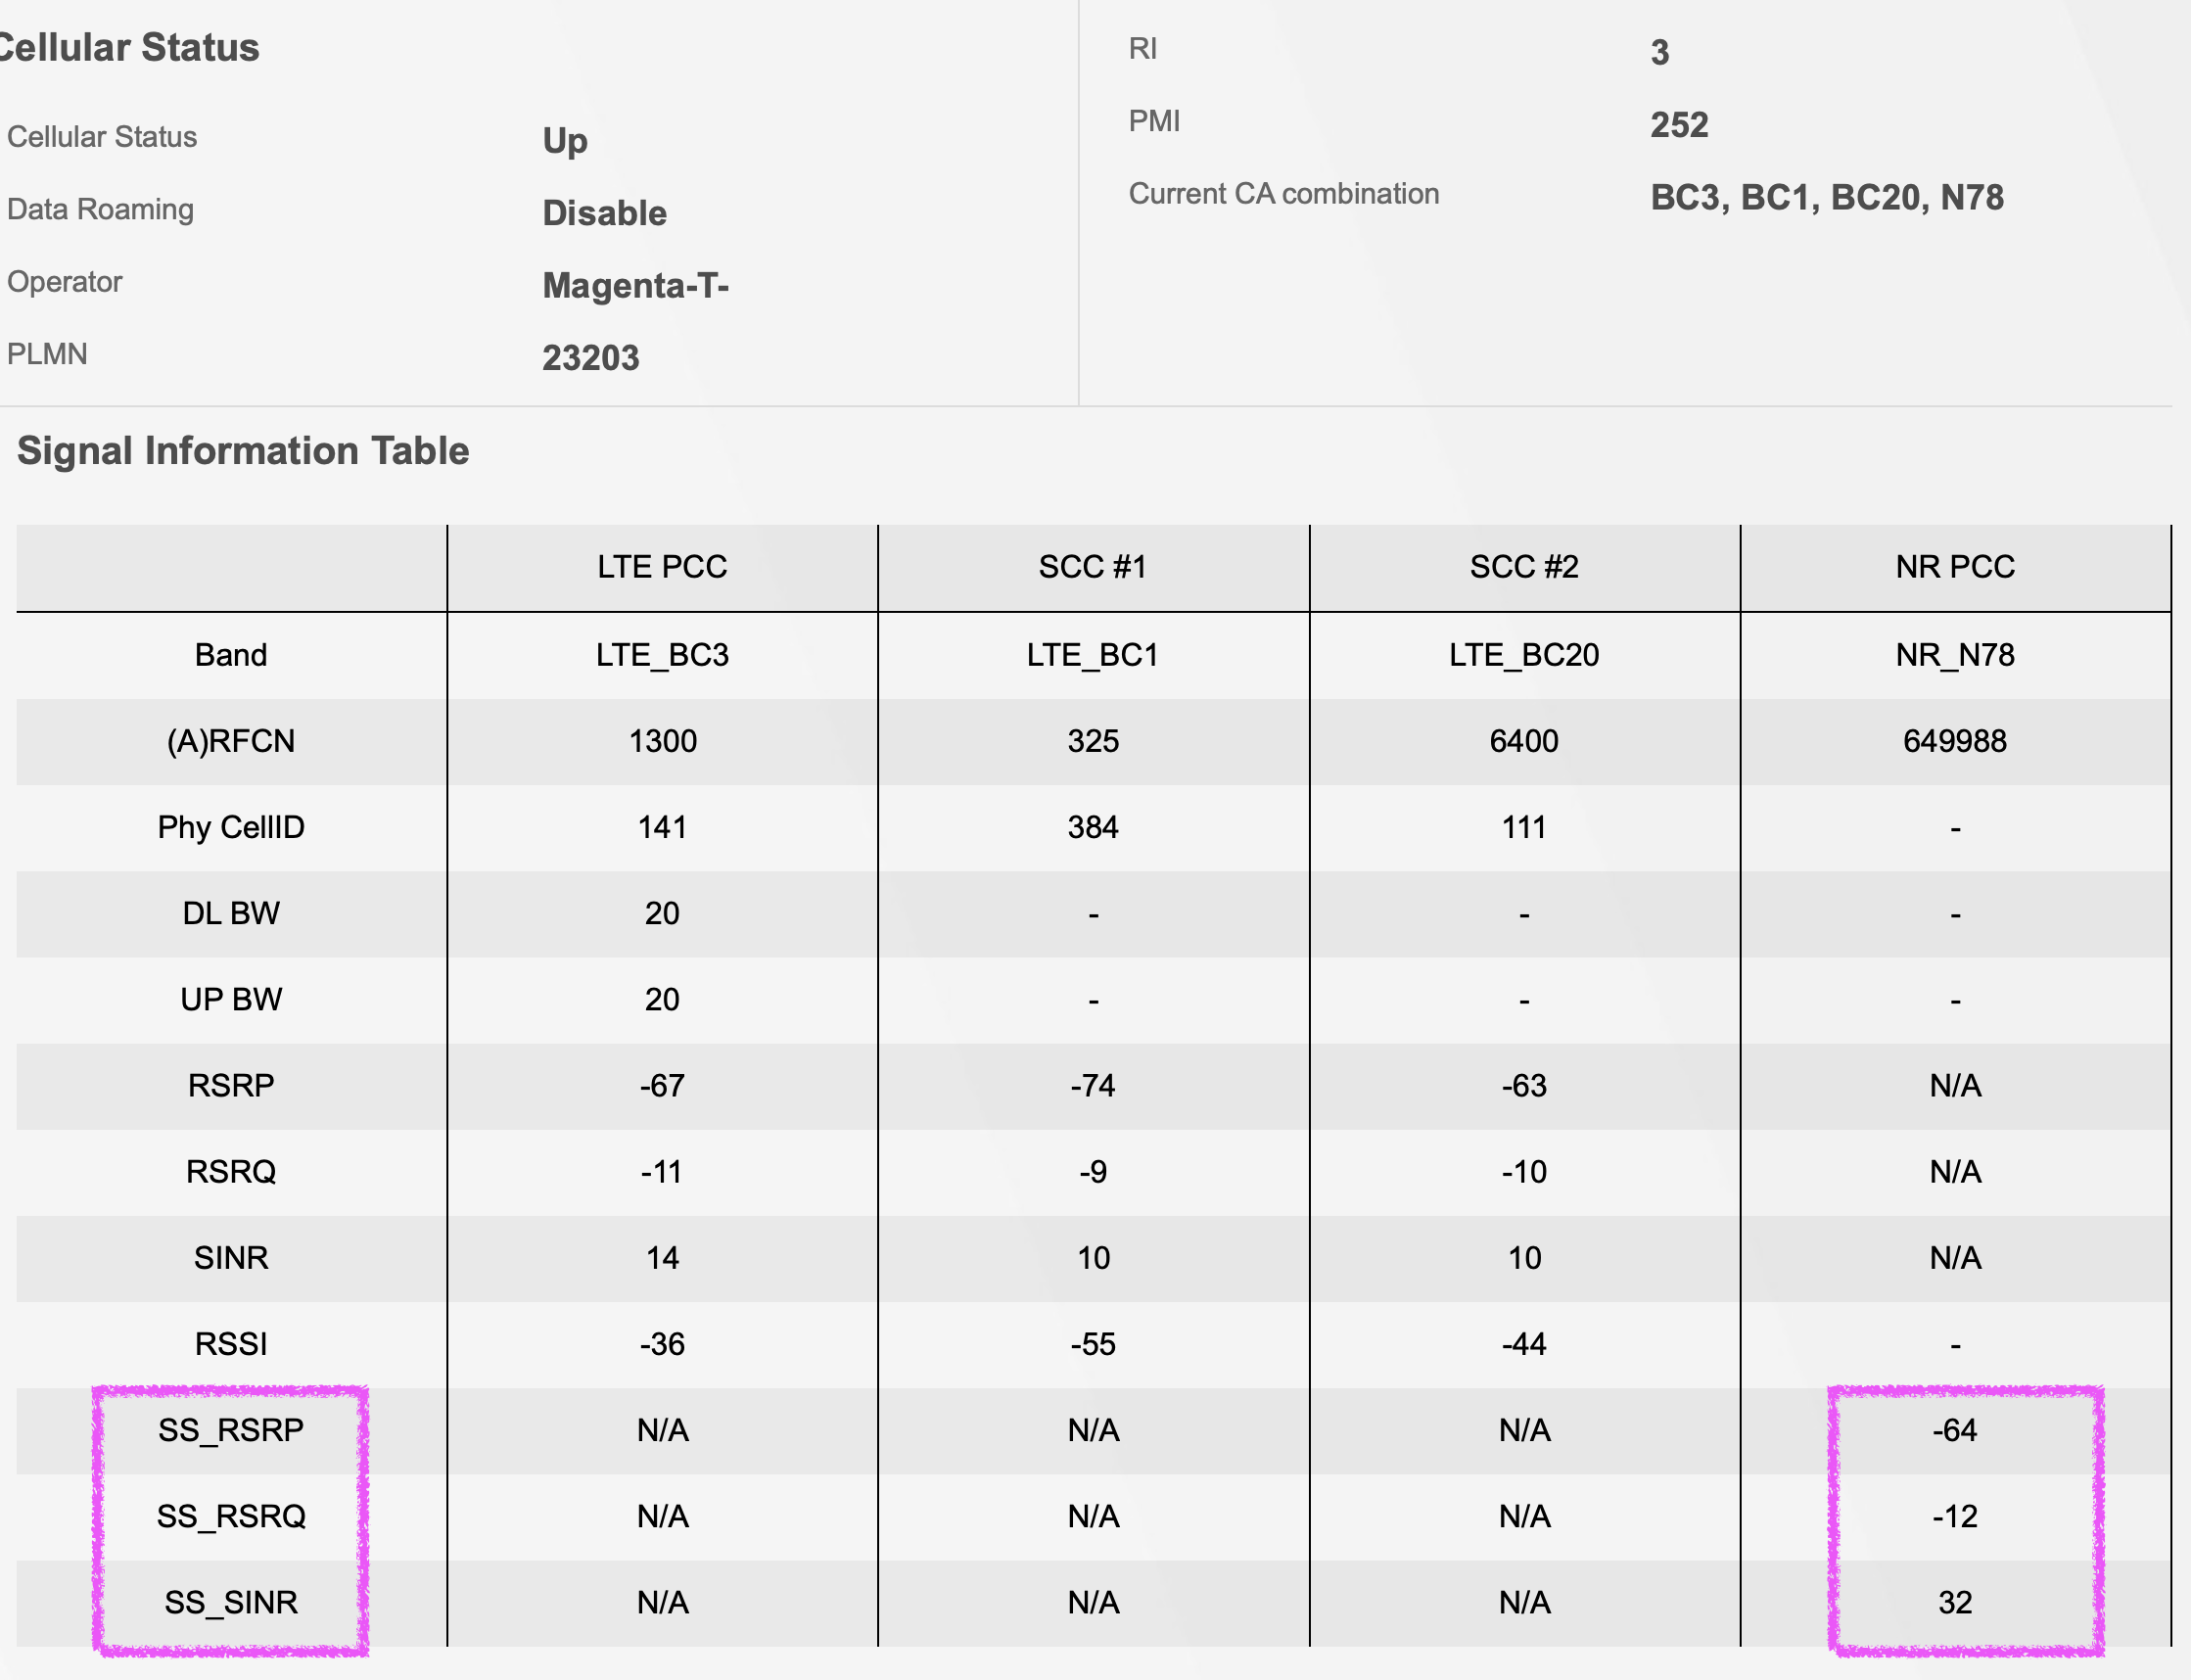 Cellular Status
Cellular Status Up
Data Roaming Disable
Operator Magenta-T-
PLMN 23203
RI 3
PMI 252
Current CA combination BC3, BC1, BC20, N78
Signal Information Table
LTE PCC SCC #1 SCC #2 NR PCC
Band LTE_BC3 LTE_BC1 LTE_BC20 NR_N78
(A)RFCN 1300 325 6400 649988
Phy CellID 141 384 111 -
DL BW 20 - - -
UP BW 20 - - -
RSRP -67 -74 -63 N/A
RSRQ -11 -9 -10 N/A
SINR 14 10 10 N/A
RSSI -36 -55 -44 -
SS_RSRP N/A N/A N/A -64
SS_RSRQ N/A N/A N/A -12
SS_SINR N/A N/A N/A 32